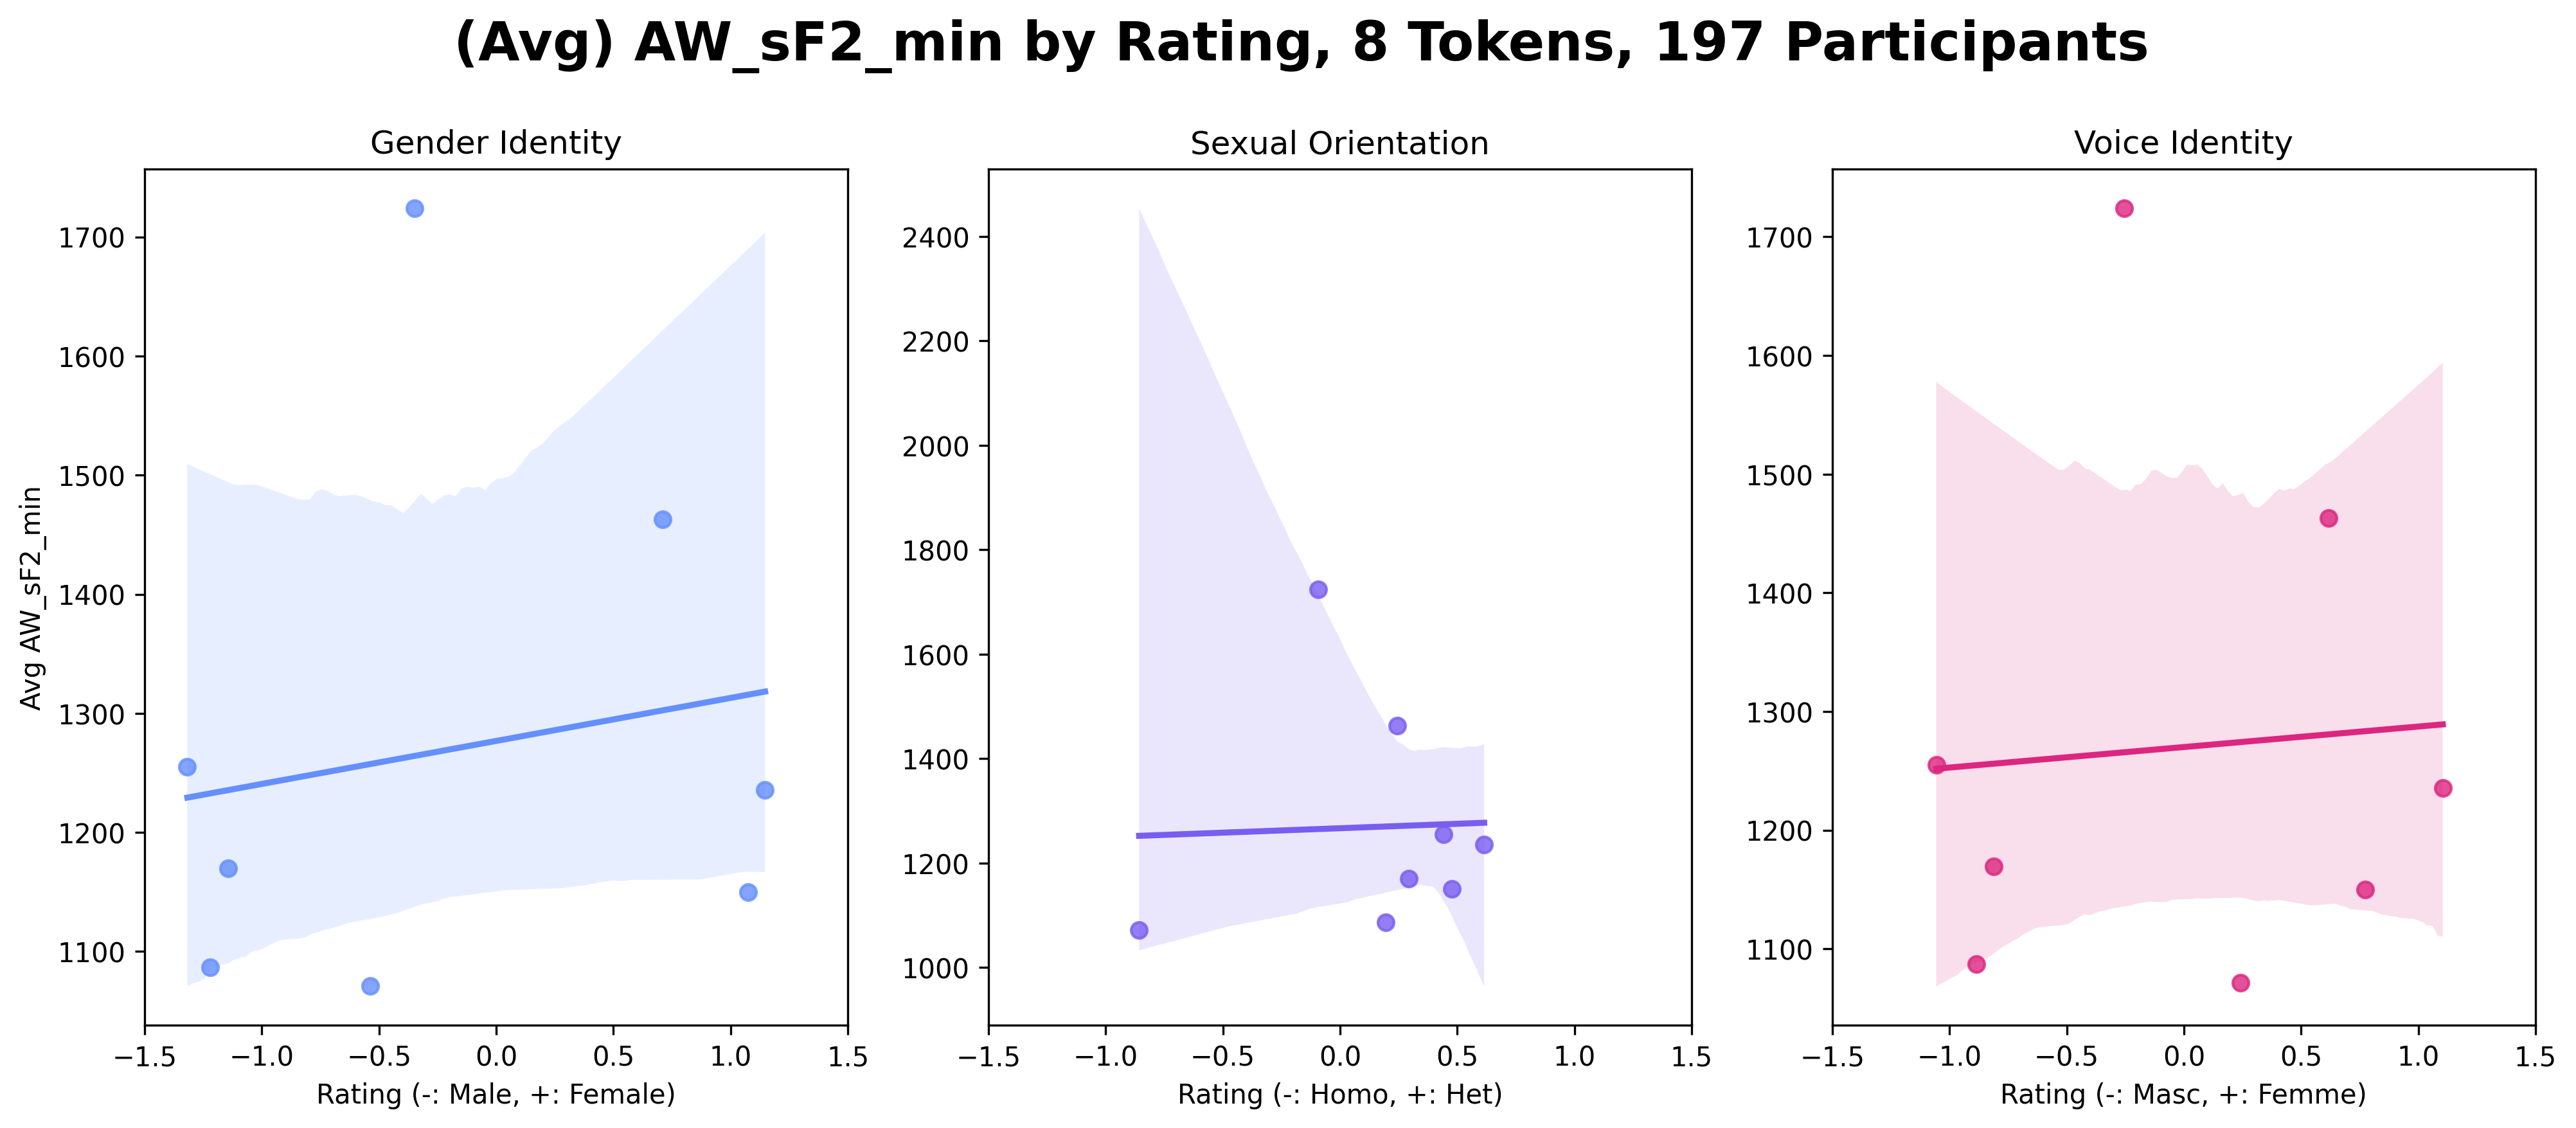 (Avg) AW_sF2_min by Rating, 8 Tokens, 197 Participants
Gender Identity
Avg AW_sF2_min
1700
1600
1500
1400
1300
1200
1100
−1.5 −1.0 −0.5 0.0 0.5 1.0 1.5
Rating (-: Male, +: Female)
Sexual Orientation
2400
2200
2000
1800
1600
1400
1200
1000
−1.5 −1.0 −0.5 0.0 0.5 1.0 1.5
Rating (-: Homo, +: Het)
Voice Identity
1700
1600
1500
1400
1300
1200
1100
−1.5 −1.0 −0.5 0.0 0.5 1.0 1.5
Rating (-: Masc, +: Femme)